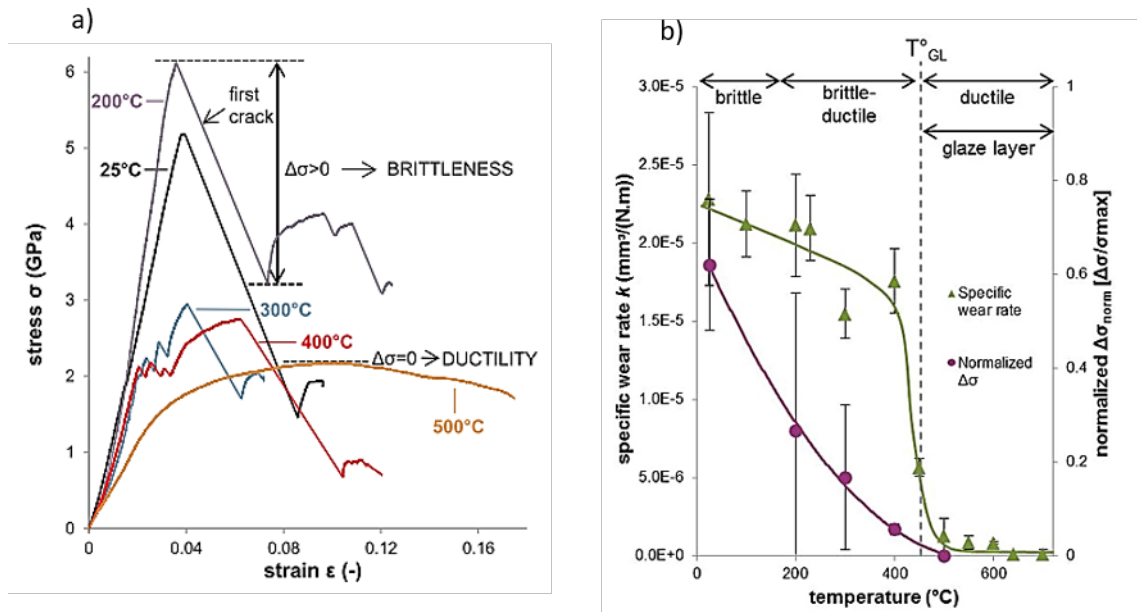 a)
6
5
4
3
2
1
0
stress σ (GPa)
200°C
first
crack
25°C
Δσ>0 → BRITTLENESS
300°C
400°C
Δσ=0 → DUCTILITY
500°C
0
0.04
0.08
0.12
0.16
strain ε (-)
b)
T°GL
3.0E-5
2.5E-5
2.0E-5
1.5E-5
1.0E-5
5.0E-6
0.0E+0
specific wear rate k (mm³/(N.m))
brittle
brittle-
ductile
ductile
glaze layer
Specific
wear rate
Normalized
Δσ
1
0.8
0.6
0.4
0.2
0
normalized Δσnorm [Δσ/σmax]
0
200
400
600
temperature (°C)